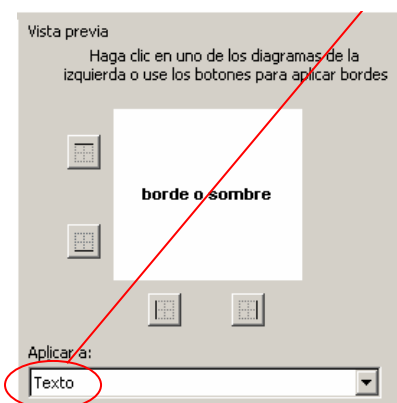 Vista previa
Haga clic en uno de los diagramas de la
izquierda o use los botones para aplicar bordes
borde o sombre
Aplicar a:
Texto